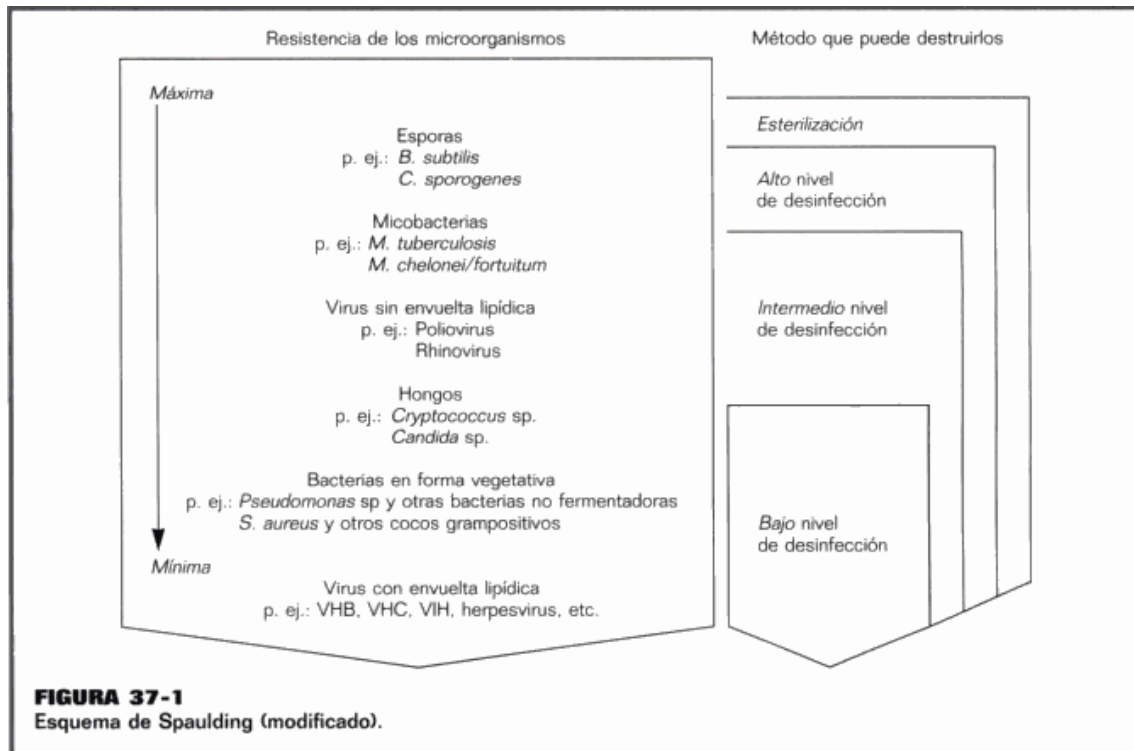 Resistencia de los microorganismos
Método que puede destruirlos
Máxima
Esporas
p. ej.: B. subtilis
C. sporogenes
Micobacterias
p. ej.: M. tuberculosis
M. chelonei/fortuitum
Virus sin envuelta lipídica
p. ej.: Poliovirus
Rhinovirus
Hongos
p. ej.: Cryptococcus sp.
Candida sp.
Bacterias en forma vegetativa
p. ej.: Pseudomonas sp y otras bacterias no fermentadoras
S. aureus y otros cocos grampositivos
Mínima
Virus con envuelta lipídica
p. ej.: VHB, VHC, VIH, herpesvirus, etc.
Esterilización
Alto nivel
de desinfección
Intermedio nivel
de desinfección
Bajo nivel
de desinfección
FIGURA 37-1
Esquema de Spaulding (modificado).